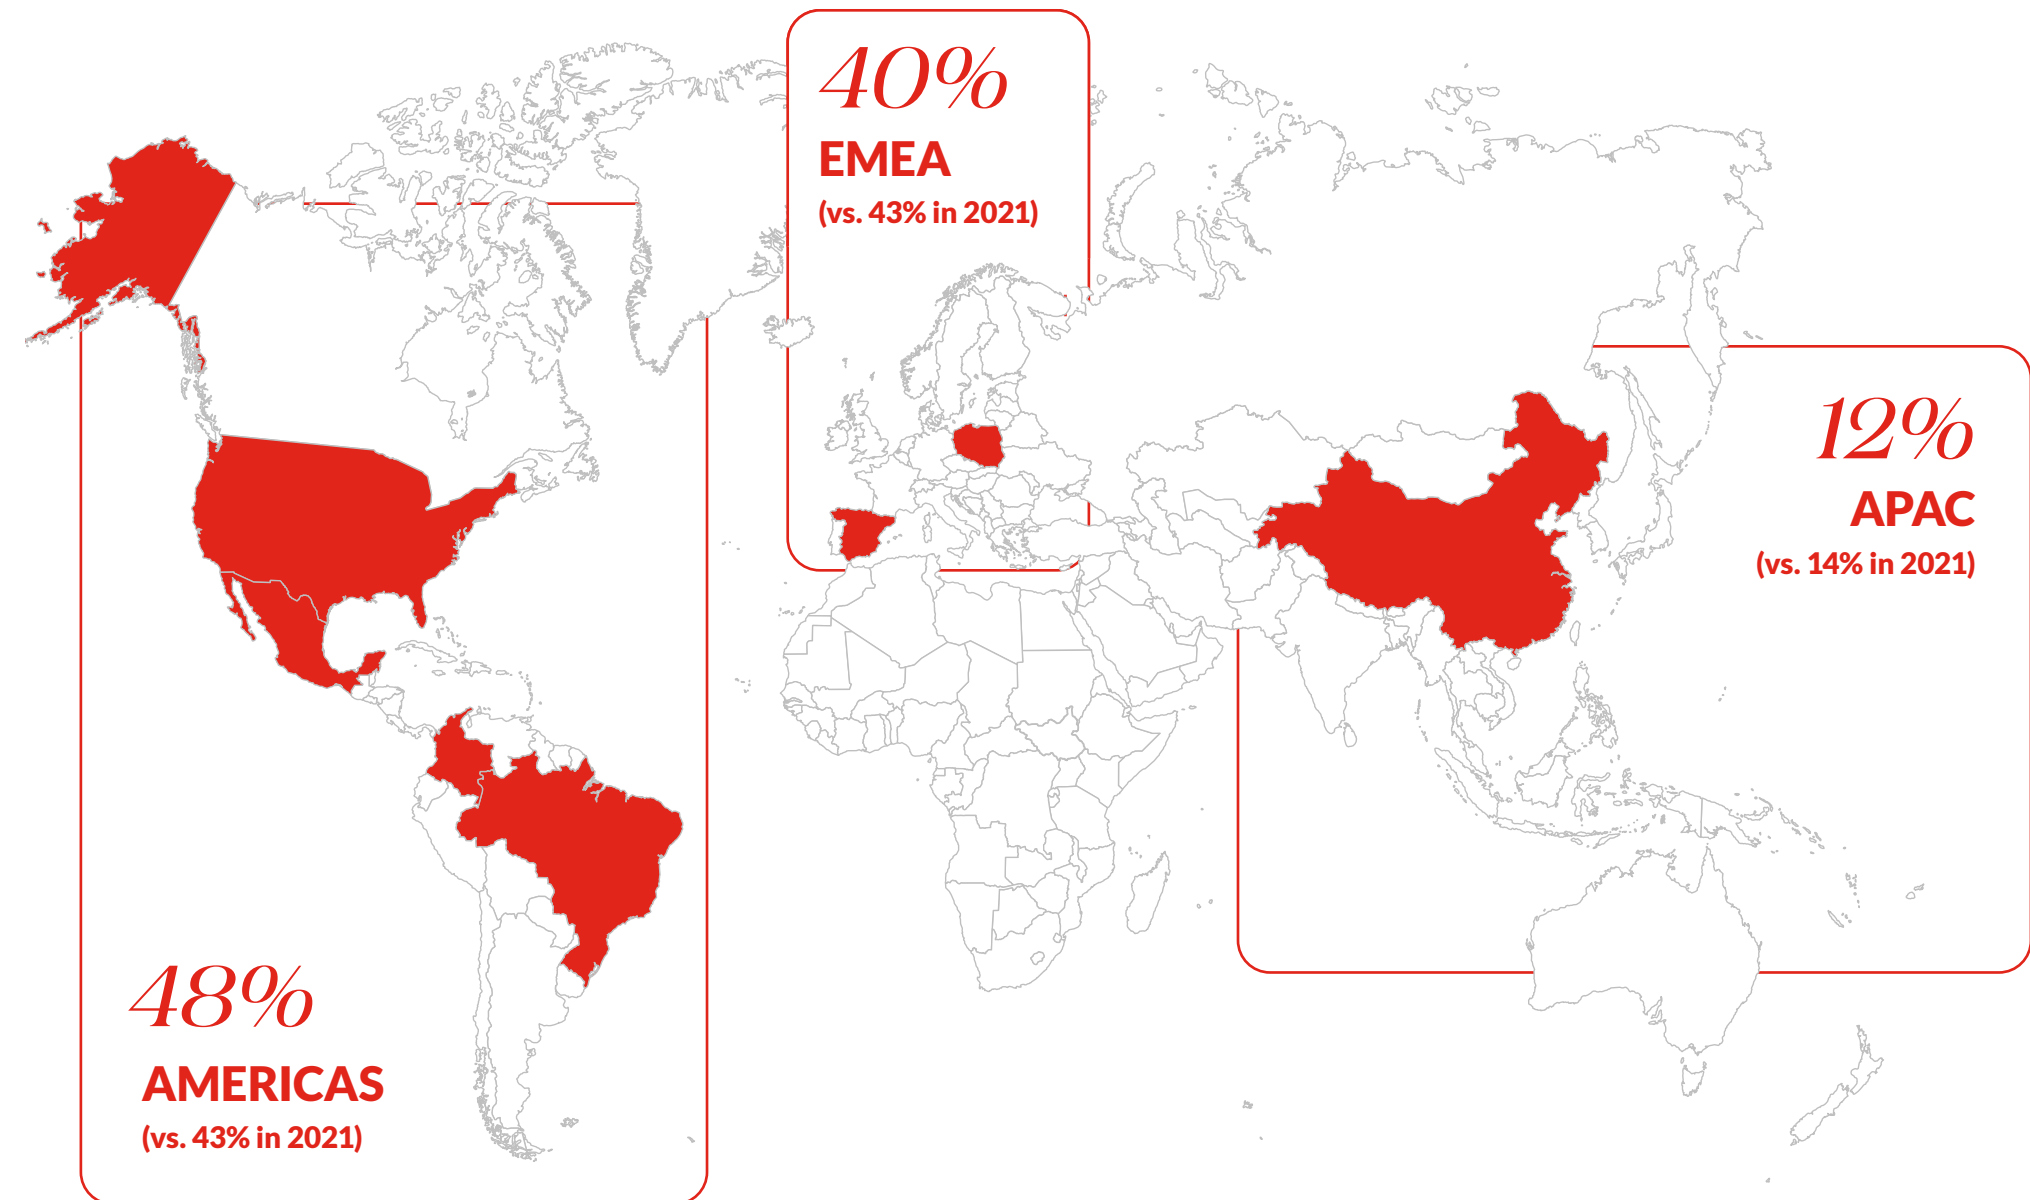 40%
EMEA
(vs. 43% in 2021)
12%
APAC
(vs. 14% in 2021)
48%
AMERICAS
(vs. 43% in 2021)